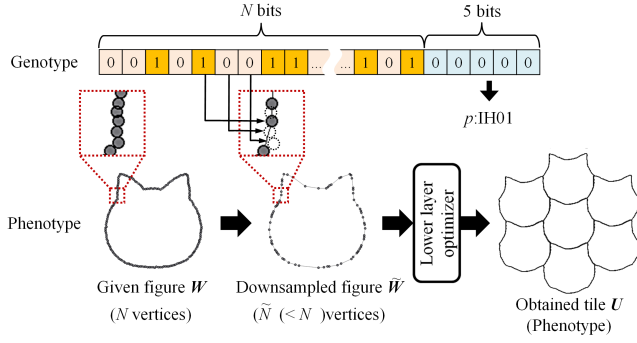 N bits
5 bits
Genotype
0 0 1 0 1 0 0 1 1 ... ... 1 0 1 0 0 0 0 0
p:IH01
Phenotype
Lower layer
optimizer
Given figure W
(N vertices)
Downsampled figure W̃
(Ñ (< N )vertices)
Obtained tile U
(Phenotype)